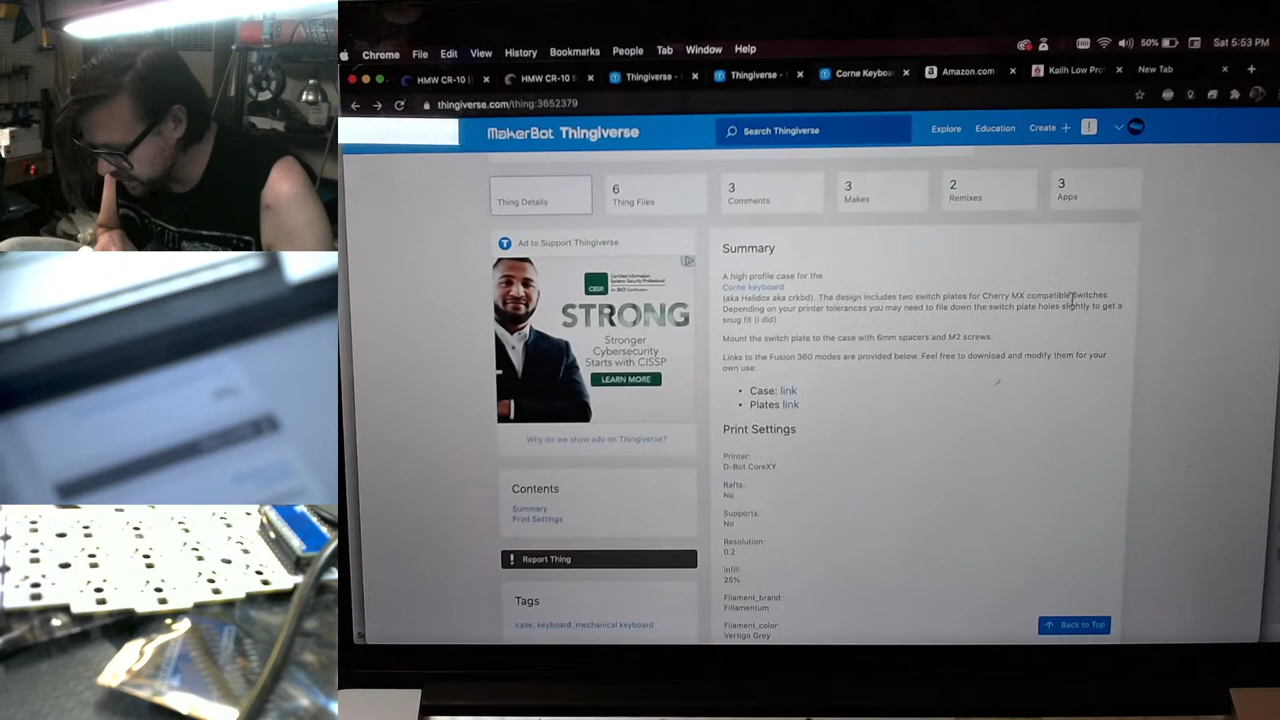 Chrome File Edit View History Bookmarks People Tab Window Help
50% Sat 5:53 PM
HMW CR-10
HMW CR-10
Thingiverse -
Thingiverse -
Corne Keyboa
Amazon.com
Kailh Low Pro
New Tab
thingiverse.com/thing:3652379
MakerBot Thingiverse
Search Thingiverse
Explore Education Create +
Thing Details
6
Thing Files
3
Comments
3
Makes
2
Remixes
3
Apps
Ad to Support Thingiverse
Certified Information
Systems Security Professional
CISSP
STRONG
Stronger
Cybersecurity
Starts with CISSP
LEARN MORE
Why do we show ads on Thingiverse?
Contents
Summary
Print Settings
! Report Thing
Tags
case, keyboard, mechanical keyboard
Summary
A high profile case for the
Corne keyboard
(aka Helidox aka crkbd). The design includes two switch plates for Cherry MX compatible switches
Depending on your printer tolerances you may need to file down the switch plate holes slightly to get a
snug fit (I did).
Mount the switch plate to the case with 6mm spacers and M2 screws.
Links to the Fusion 360 modes are provided below. Feel free to download and modify them for your
own use:
• Case: link
• Plates link
Print Settings
Printer:
D-Bot CoreXY
Rafts:
No
Supports:
No
Resolution:
0.2
Infill:
25%
Filament_brand
Fillamentum
Filament_color:
Vertigo Grey
Back to Top